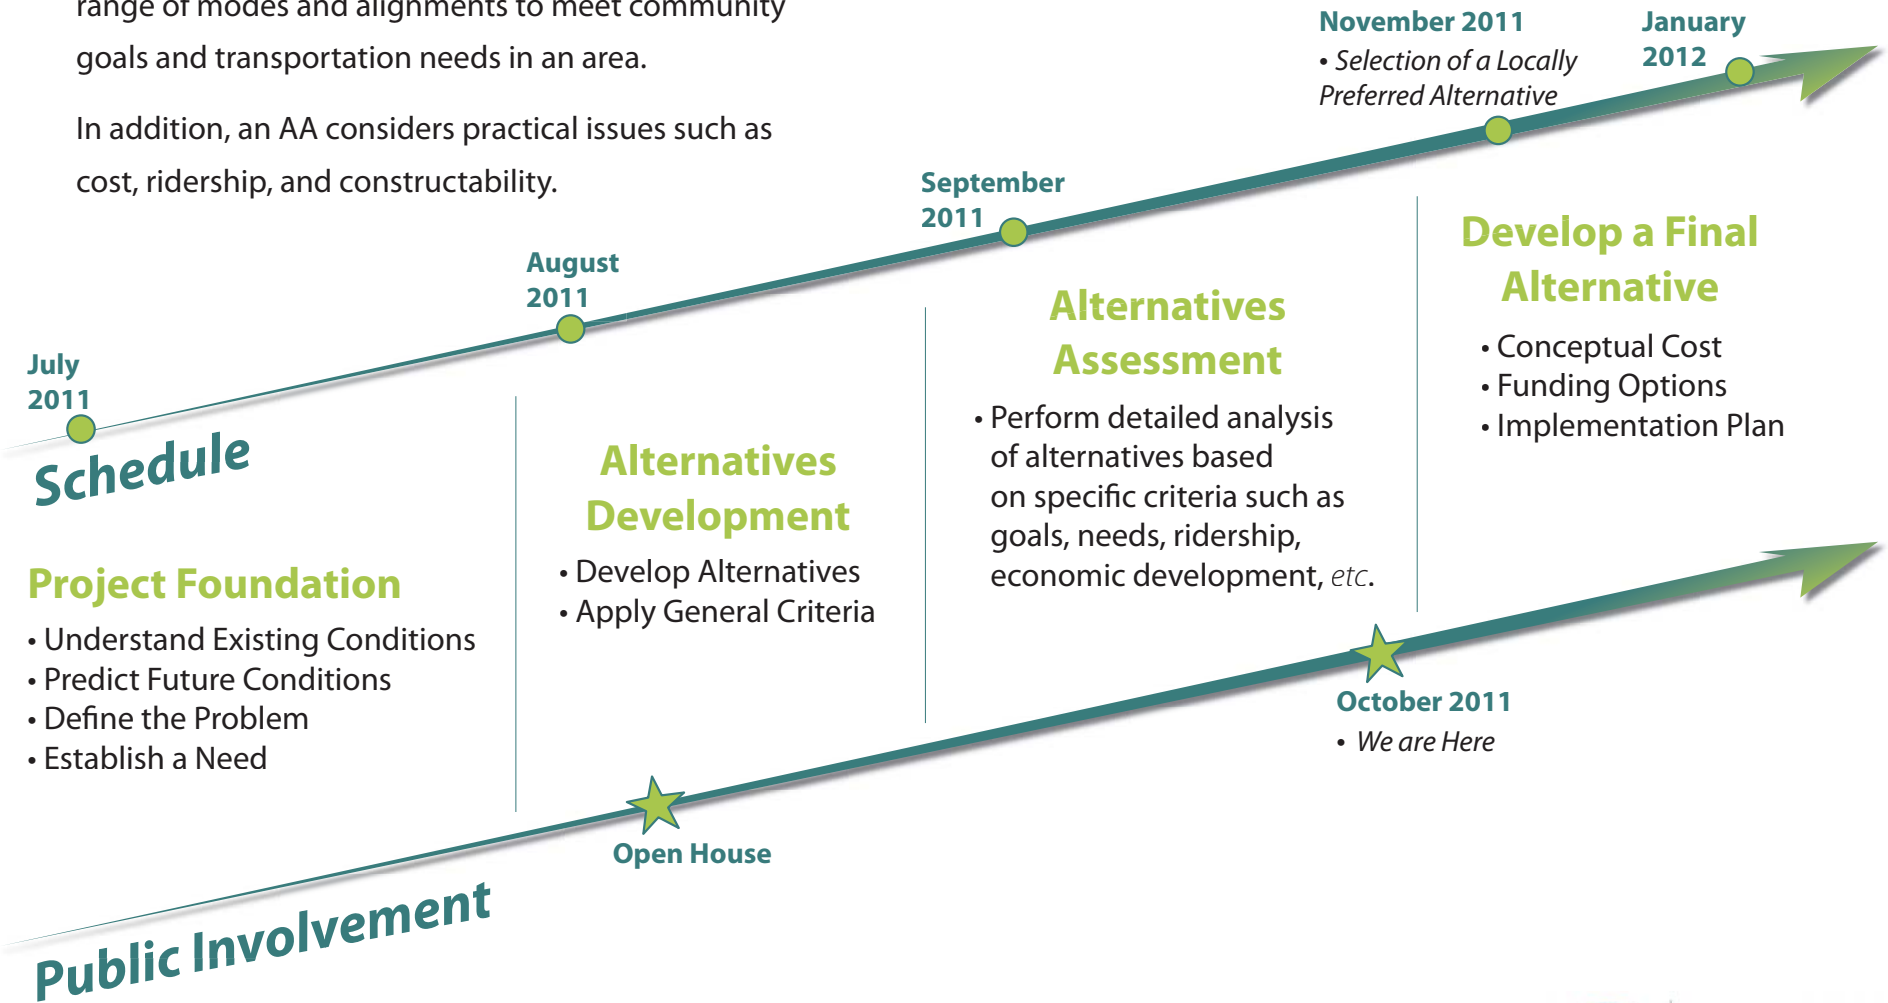 range of modes and alignments to meet community
goals and transportation needs in an area.
In addition, an AA considers practical issues such as
cost, ridership, and constructability.
July
2011
August
2011
September
2011
November 2011
• Selection of a Locally
Preferred Alternative
January
2012
Schedule
Project Foundation
• Understand Existing Conditions
• Predict Future Conditions
• Define the Problem
• Establish a Need
Alternatives
Development
• Develop Alternatives
• Apply General Criteria
Alternatives
Assessment
• Perform detailed analysis
of alternatives based
on specific criteria such as
goals, needs, ridership,
economic development, etc.
Develop a Final
Alternative
• Conceptual Cost
• Funding Options
• Implementation Plan
Public Involvement
Open House
October 2011
• We are Here